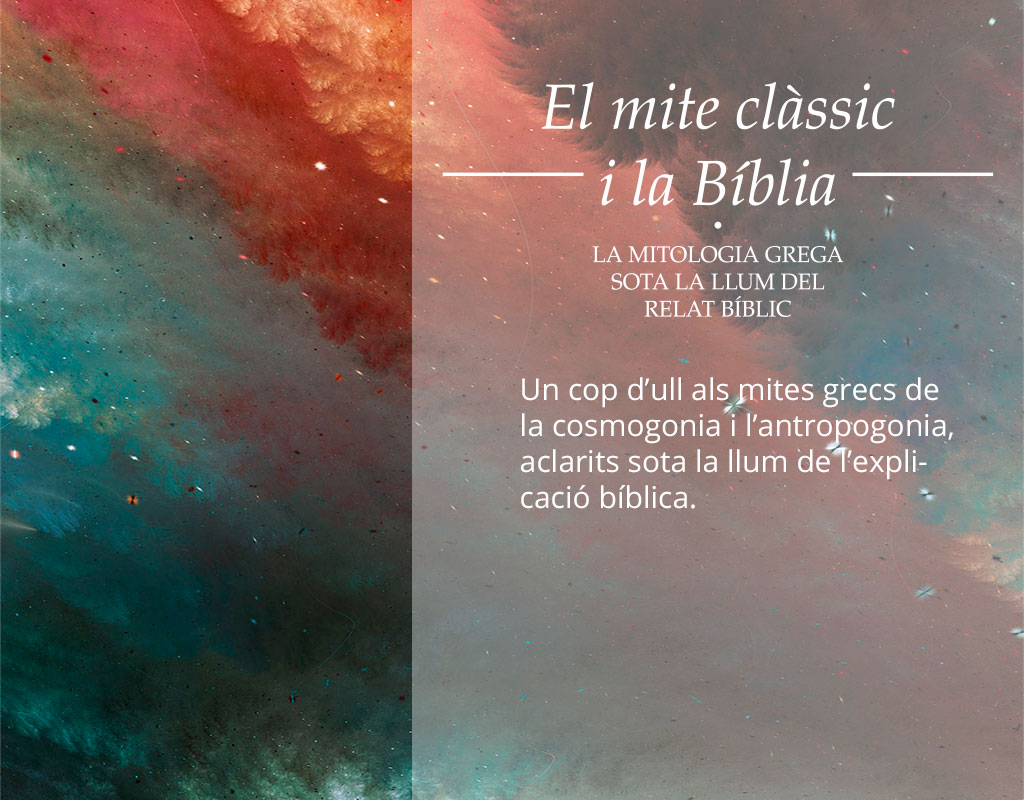 El mite clàssic
i la Bíblia
LA MITOLOGIA GREGA
SOTA LA LLUM DEL
RELAT BÍBLIC
Un cop d’ull als mites grecs de
la cosmogonia i l’antropogonia,
aclarits sota la llum de l’expli-
cació bíblica.